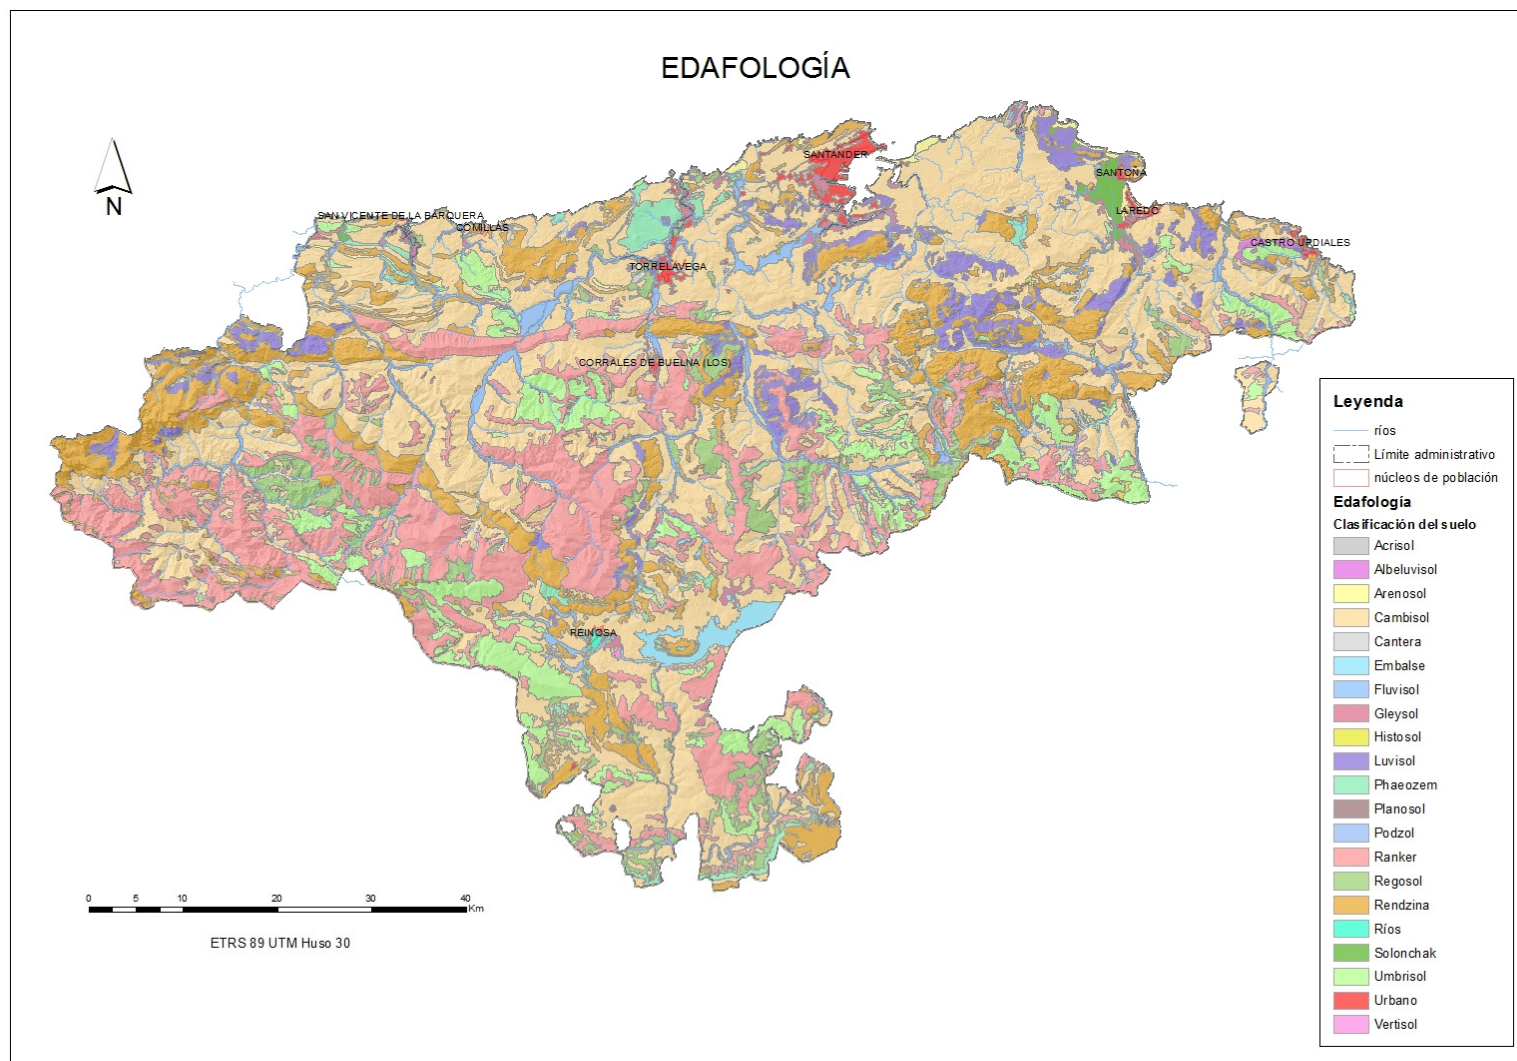 EDAFOLOGÍA
N
SANTANDER
SANTOÑA
LAREDO
SAN VICENTE DE LA BARQUERA
COMILLAS
CASTRO URDIALES
TORRELAVEGA
CORRALES DE BUELNA (LOS)
REINOSA
0 5 10 20 30 40
Km
ETRS 89 UTM Huso 30
Leyenda
ríos
Límite administrativo
núcleos de población
Edafología
Clasificación del suelo
Acrisol
Albeluvisol
Arenosol
Cambisol
Cantera
Embalse
Fluvisol
Gleysol
Histosol
Luvisol
Phaeozem
Planosol
Podzol
Ranker
Regosol
Rendzina
Ríos
Solonchak
Umbrisol
Urbano
Vertisol